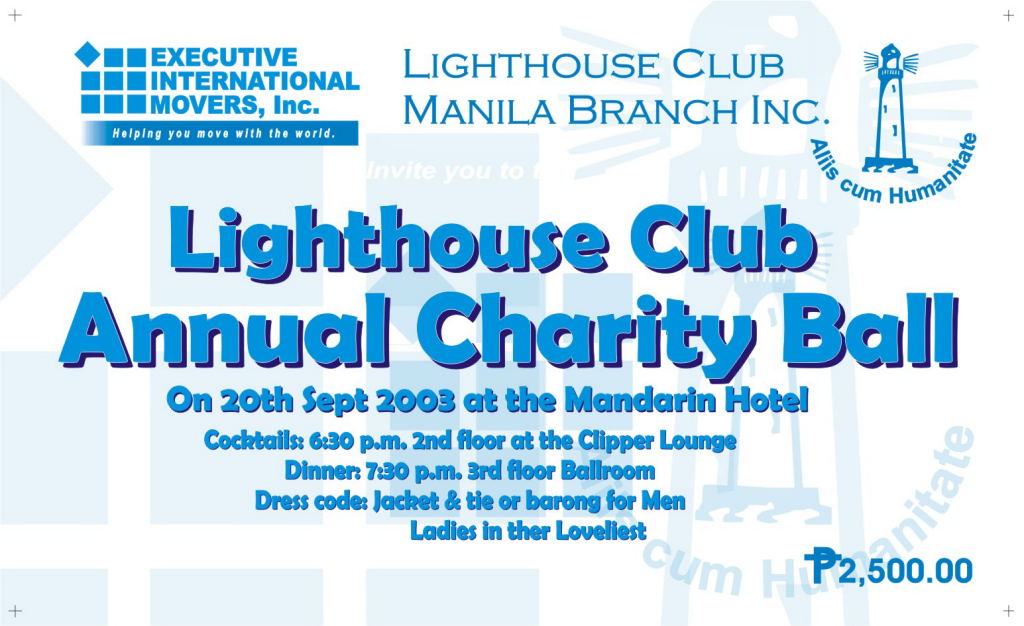 EXECUTIVE
INTERNATIONAL
MOVERS, Inc.
Helping you move with the world.
LIGHTHOUSE CLUB
MANILA BRANCH INC.
Aliis cum Humanitate
Invite you to t
Lighthouse Club
Annual Charity Ball
On 20th Sept 2003 at the Mandarin Hotel
Cocktails: 6:30 p.m. 2nd floor at the Clipper Lounge
Dinner: 7:30 p.m. 3rd floor Ballroom
Dress code: Jacket & tie or barong for Men
Ladies in ther Loveliest
Aliis cum Humanitate
₱2,500.00